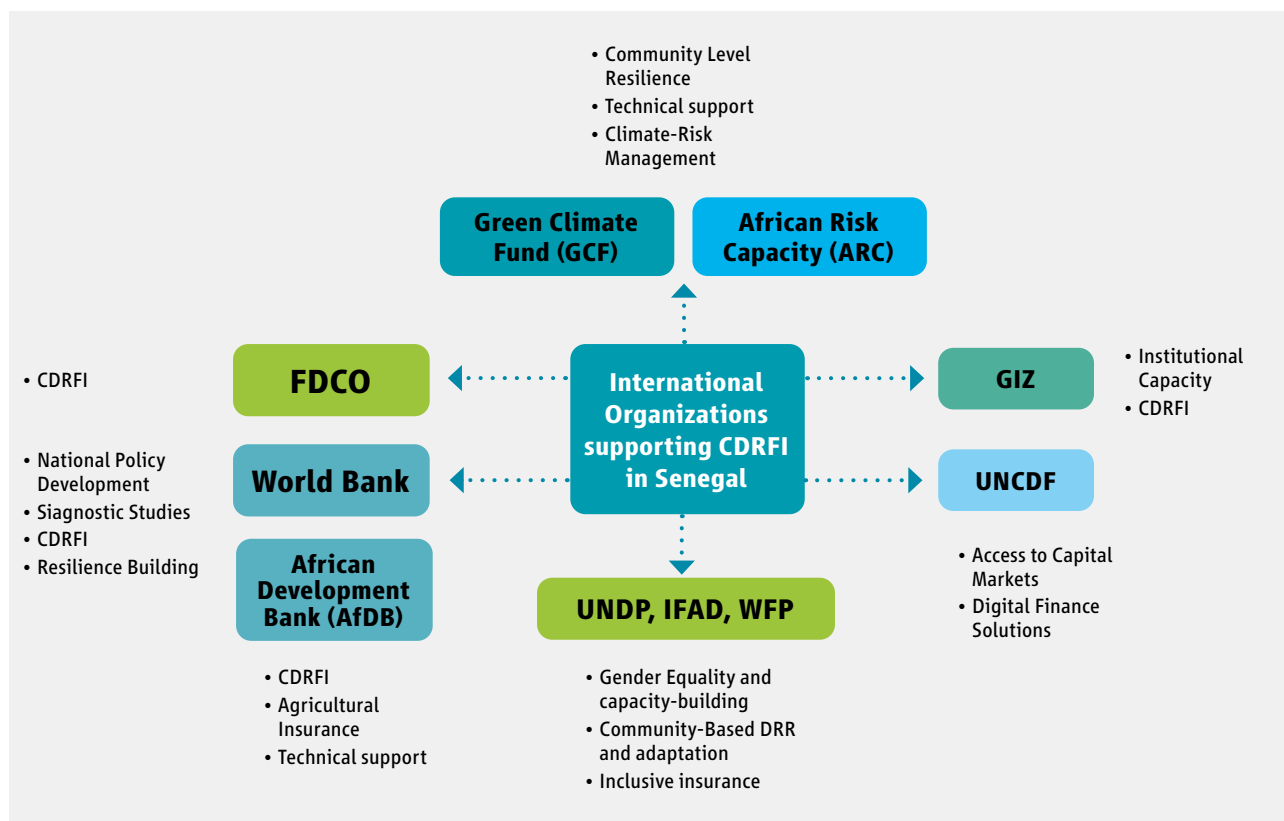 • Community Level
Resilience
• Technical support
• Climate-Risk
Management
Green Climate
Fund (GCF)
African Risk
Capacity (ARC)
• CDRFI
FDCO
International
Organizations
supporting CDRFI
in Senegal
GIZ
• Institutional
Capacity
• CDRFI
• National Policy
Development
• Siagnostic Studies
• CDRFI
• Resilience Building
World Bank
UNCDF
African
Development
Bank (AfDB)
UNDP, IFAD, WFP
• Access to Capital
Markets
• Digital Finance
Solutions
• CDRFI
• Agricultural
Insurance
• Technical support
• Gender Equality and
capacity-building
• Community-Based DRR
and adaptation
• Inclusive insurance